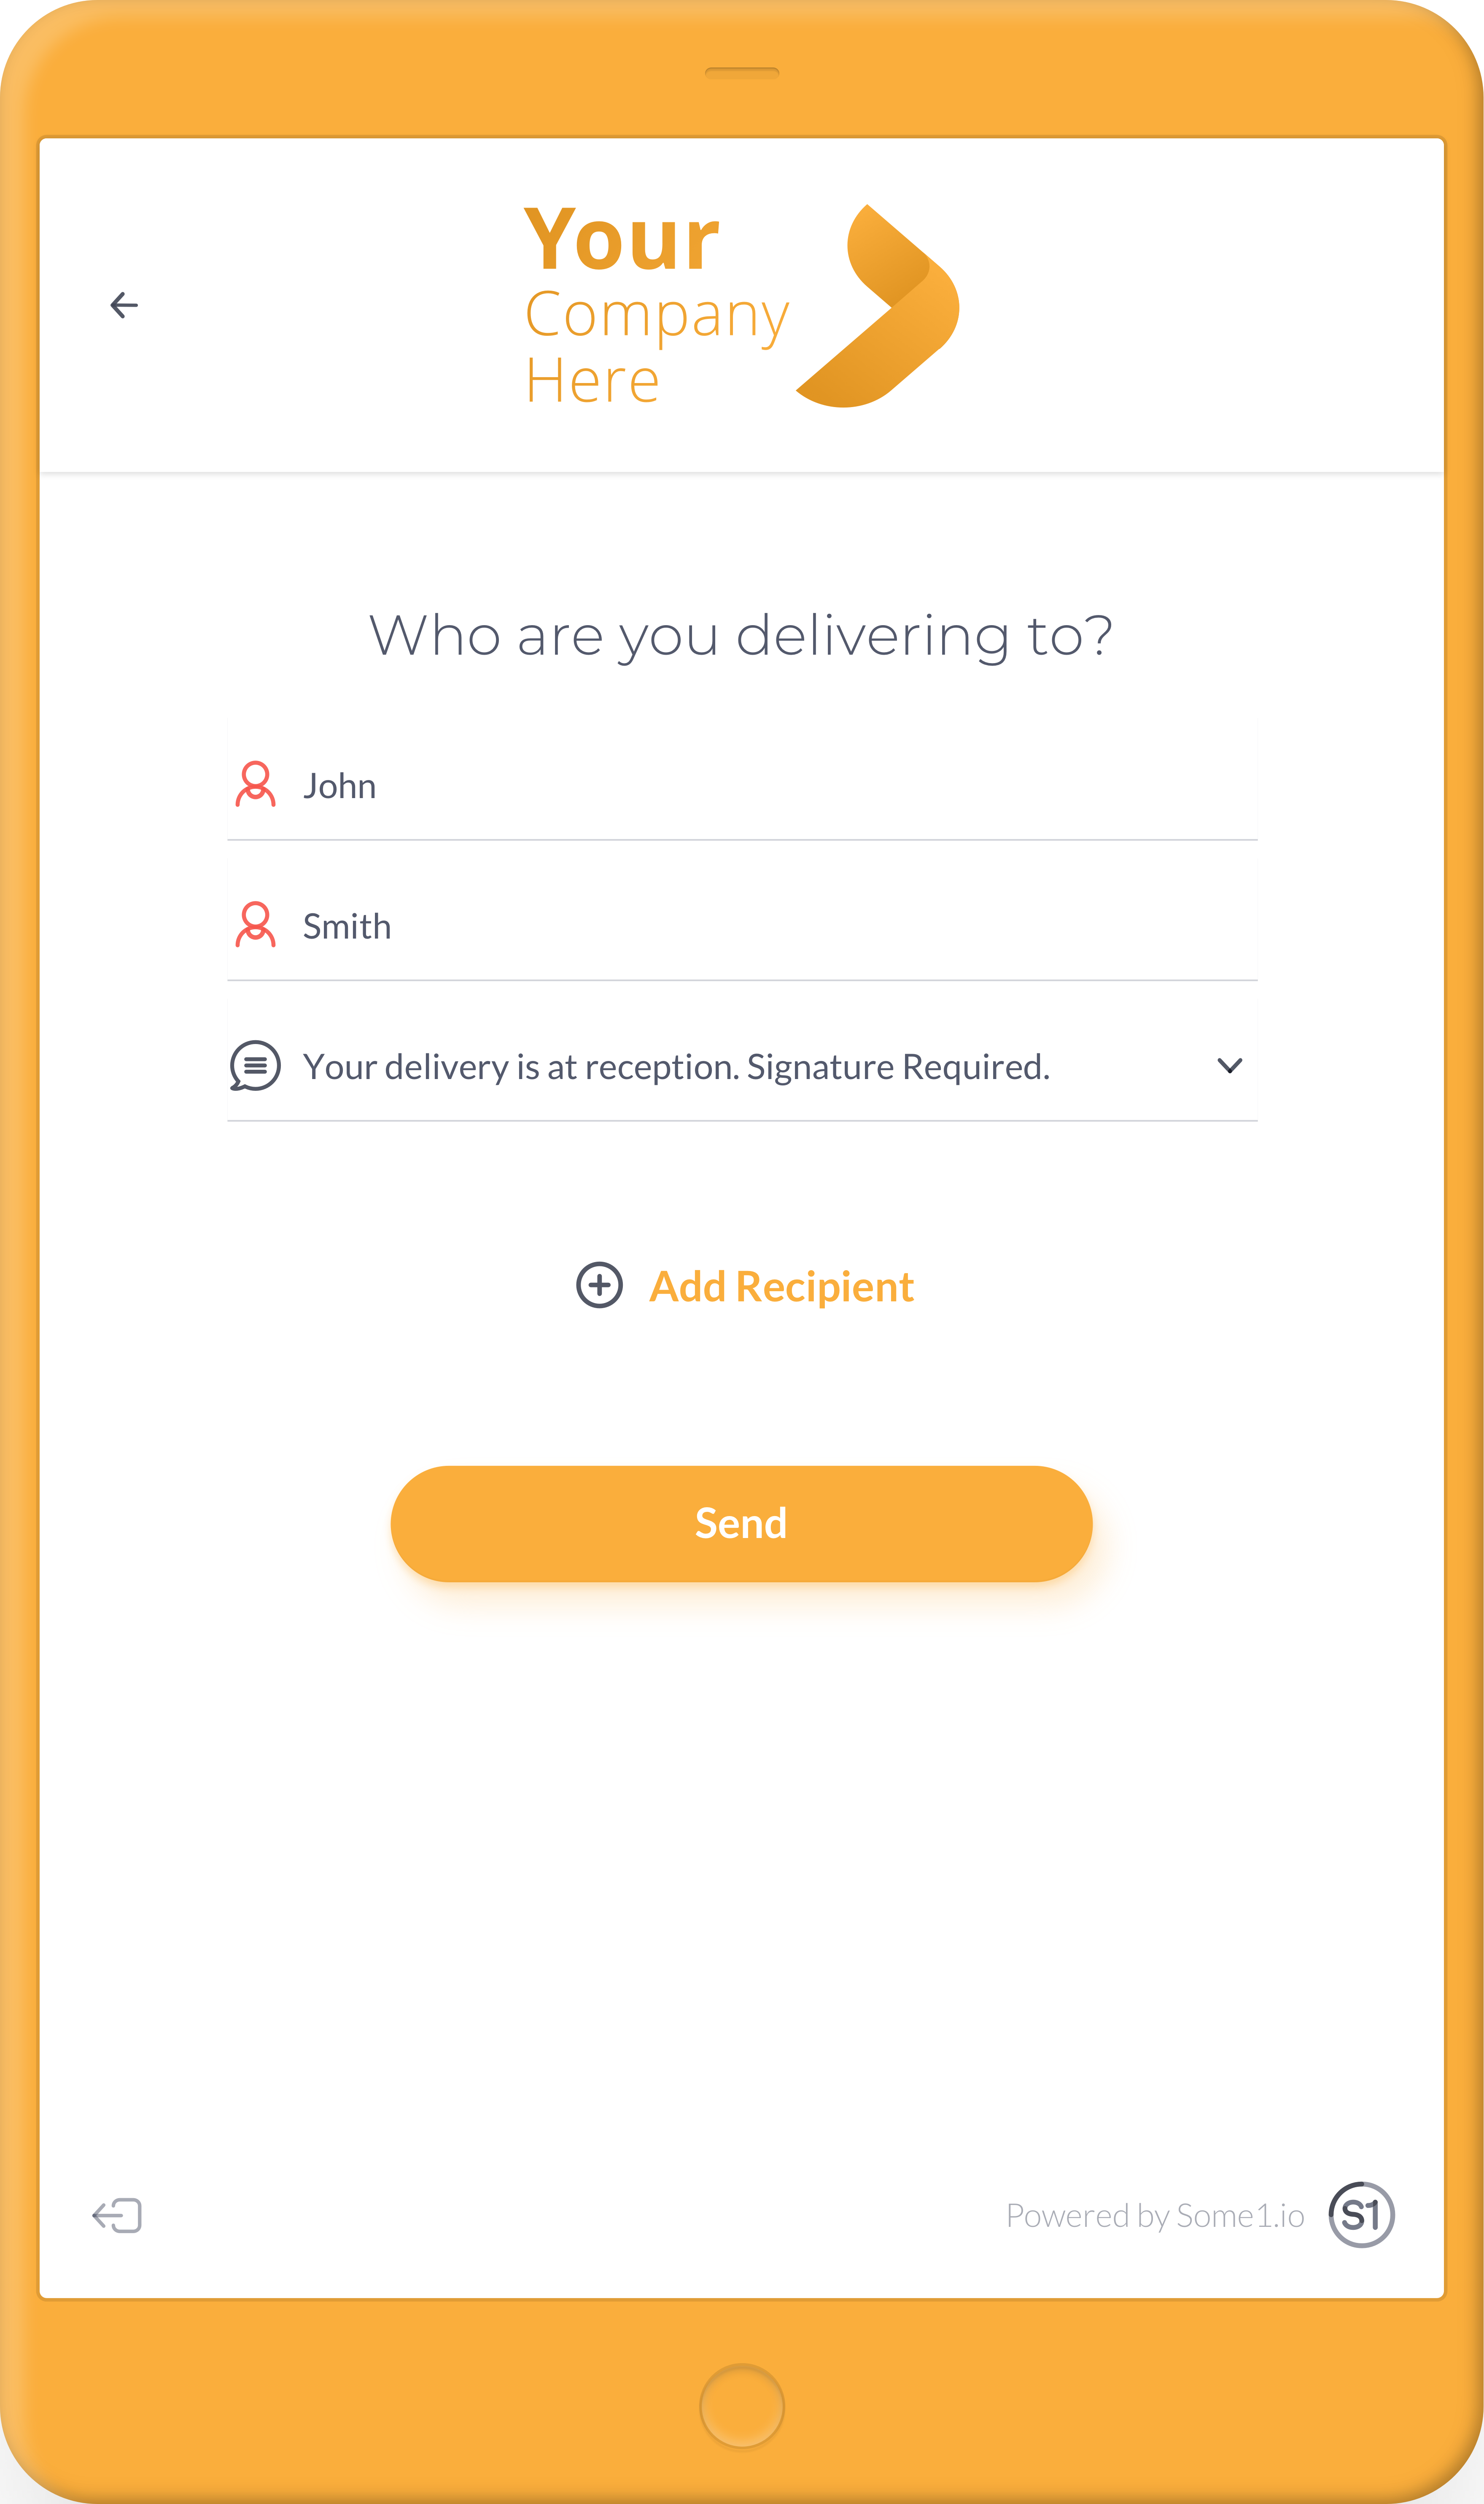 Your
Company
Here
Who are you delivering to?
John
Smith
Your delivery is at reception. Signature Required.
Add Recipient
Send
Powered by Some1.io
S1